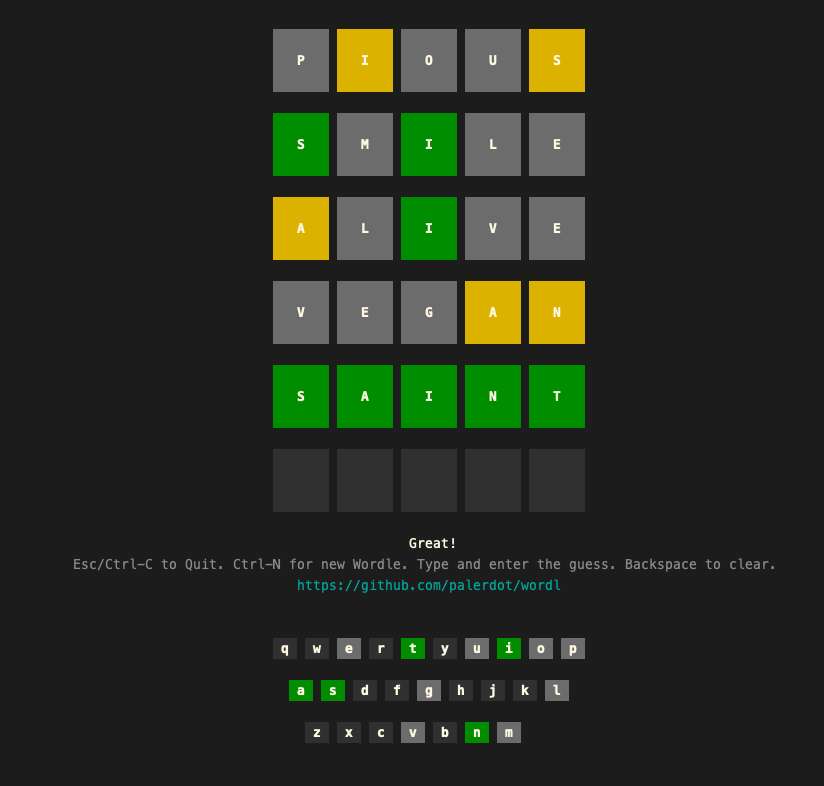 P I O U S
S M I L E
A L I V E
V E G A N
S A I N T
Great!
Esc/Ctrl-C to Quit. Ctrl-N for new Wordle. Type and enter the guess. Backspace to clear.
https://github.com/palerdot/wordl
q w e r t y u i o p
a s d f g h j k l
z x c v b n m